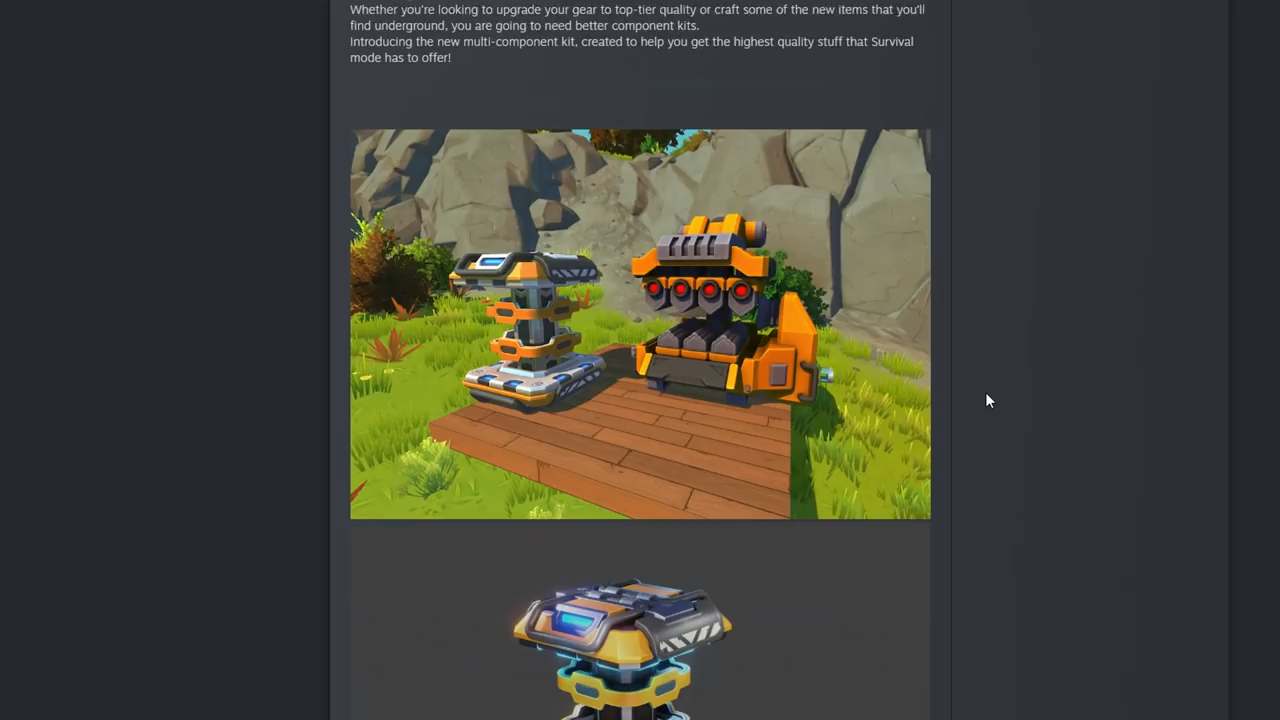 Whether you're looking to upgrade your gear to top-tier quality or craft some of the new items that you'll
find underground, you are going to need better component kits.
Introducing the new multi-component kit, created to help you get the highest quality stuff that Survival
mode has to offer!